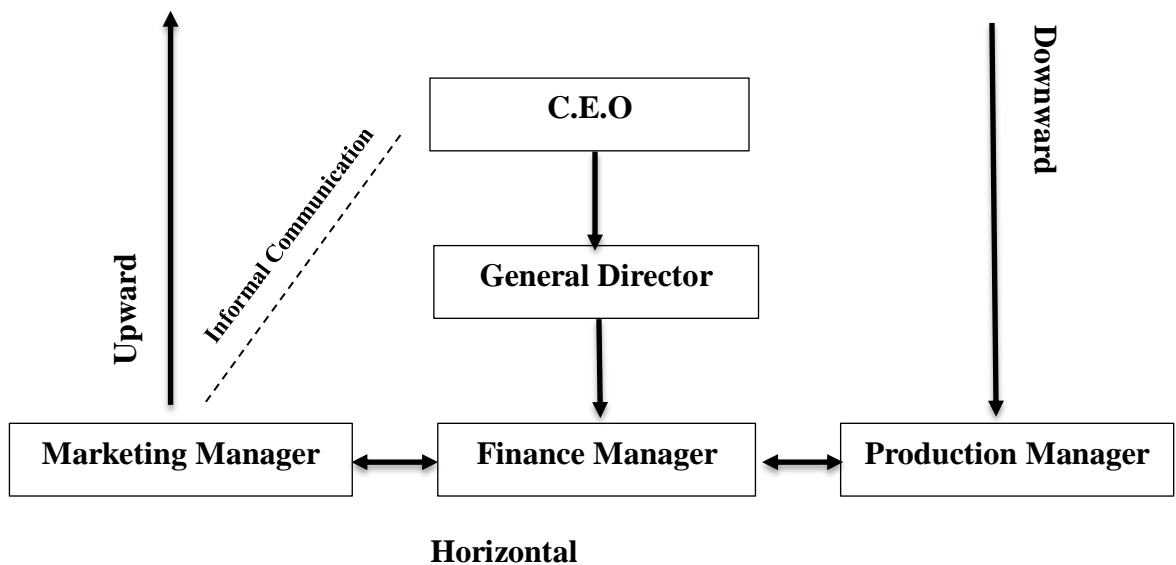 Downward
C.E.O
Informal Communication
Upward
General Director
Marketing Manager
Finance Manager
Production Manager
Horizontal